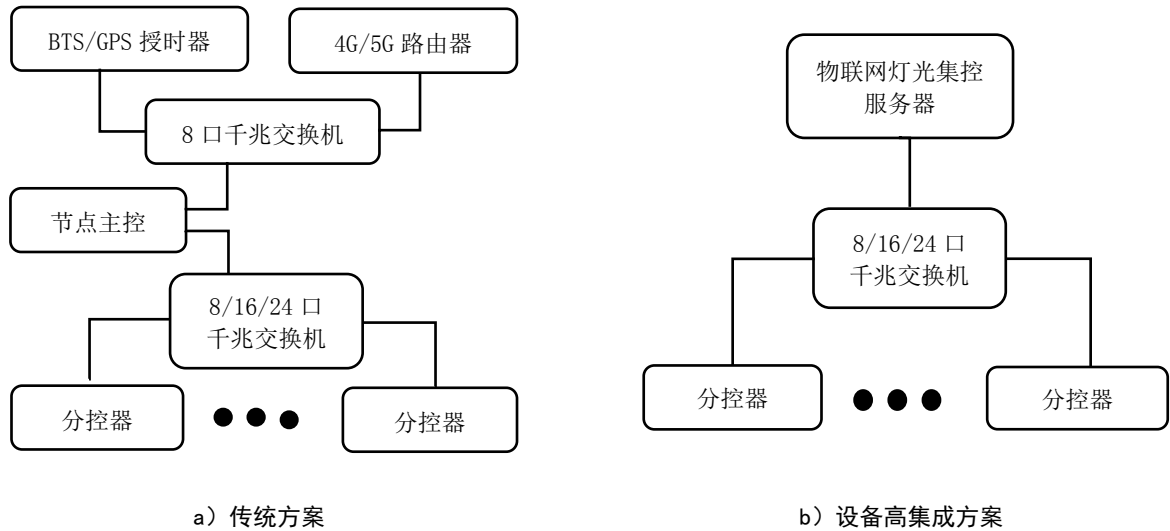 BTS/GPS 授时器
4G/5G 路由器
8 口千兆交换机
节点主控
8/16/24 口
千兆交换机
分控器
分控器
a）传统方案
物联网灯光集控
服务器
8/16/24 口
千兆交换机
分控器
分控器
b）设备高集成方案